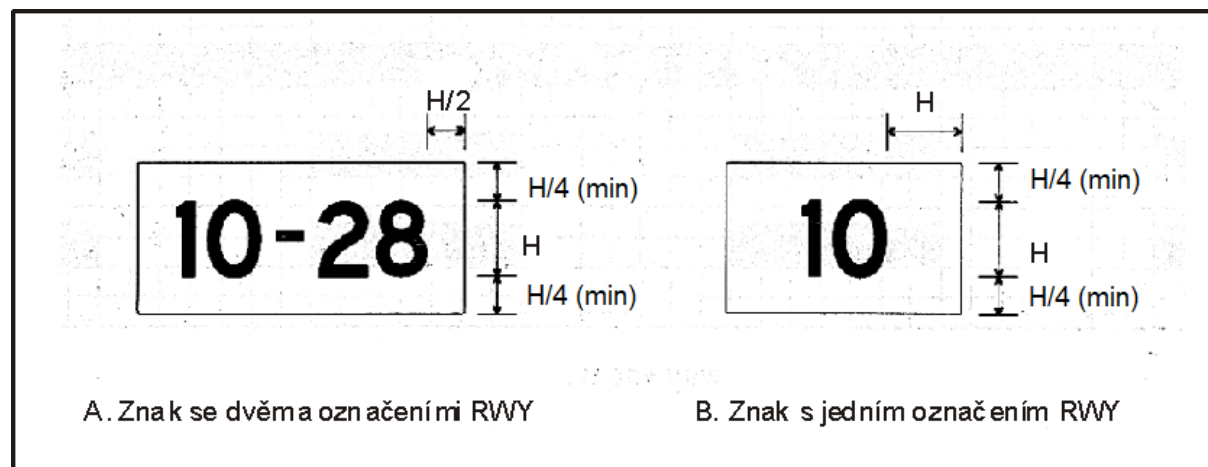 H/2
H
H/4 (min)
H/4 (min)
10-28
10
H
H
H/4 (min)
H/4 (min)
A. Znak se dvěma označeními RWY
B. Znak s jedním označením RWY